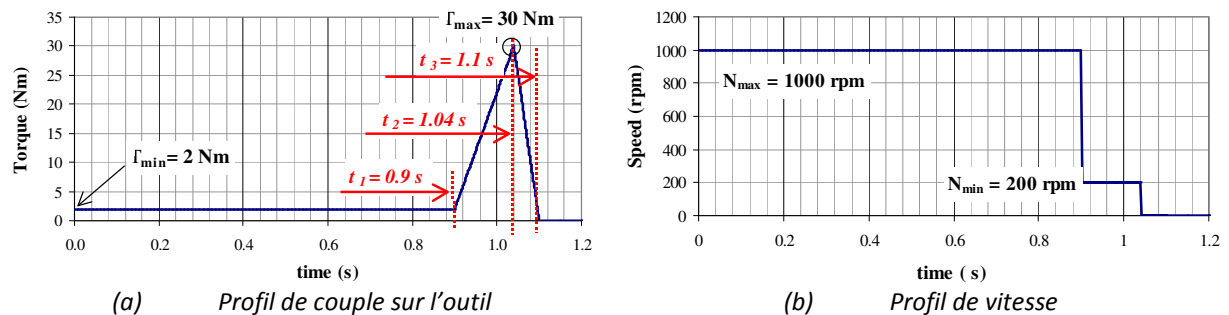 Γmax= 30 Nm
35
30
25
20
15
10
5
0
Torque (Nm)
t 3 = 1.1 s
t 2 = 1.04 s
Γmin= 2 Nm
t 1 = 0.9 s
0.0 0.2 0.4 0.6 0.8 1.0 1.2
time (s)
(a) Profil de couple sur l'outil
1200
1000
800
600
400
200
0
Speed (rpm)
Nmax = 1000 rpm
Nmin = 200 rpm
0 0.2 0.4 0.6 0.8 1 1.2
time ( s)
(b) Profil de vitesse